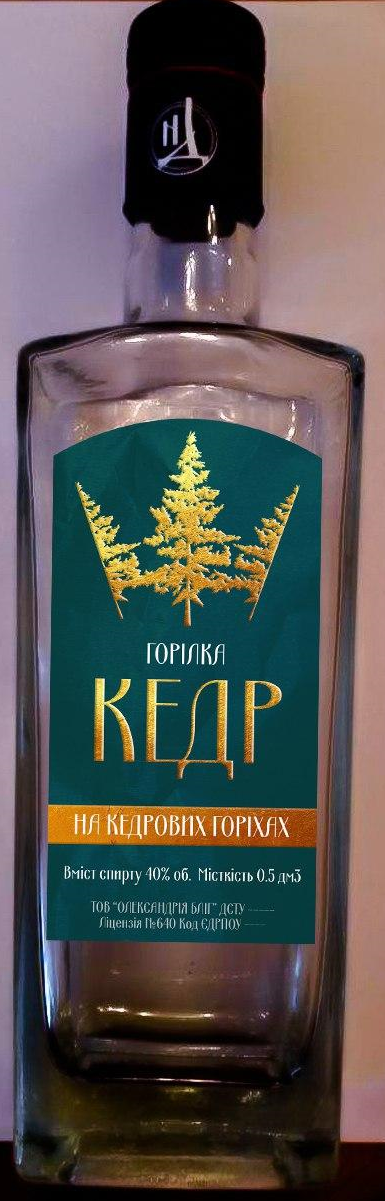 ГОРІЛКА
КЕДР
НА КЕДРОВИХ ГОРІХАХ
Вміст спирту 40% об. Місткість 0.5 дм3
ТОВ "ОЛЕКСАНДРІЯ БЛІГ" ДСТУ
Ліцензія №640 Код ЄДРПОУ